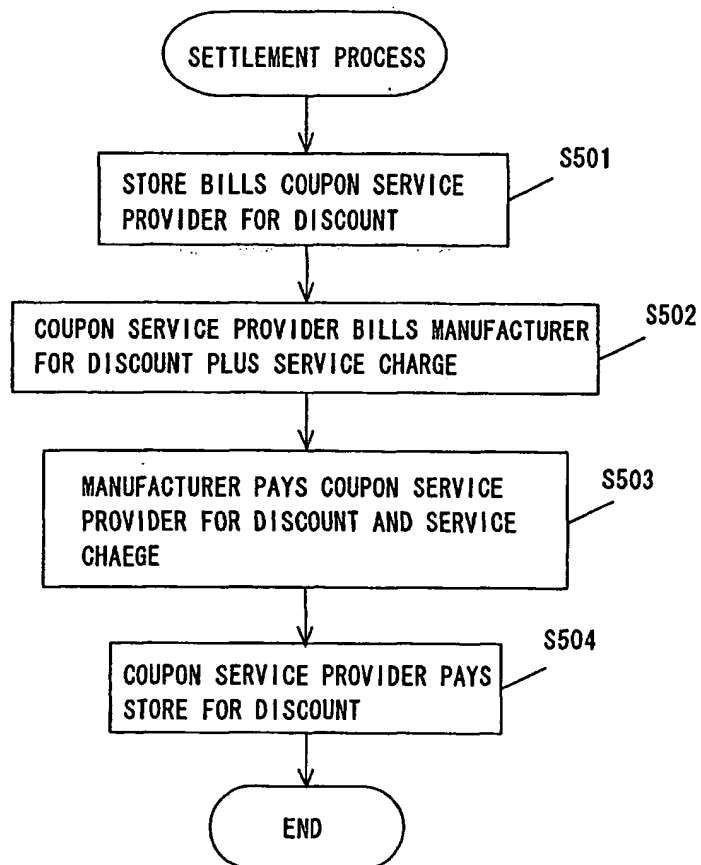 SETTLEMENT PROCESS
S501
STORE BILLS COUPON SERVICE
PROVIDER FOR DISCOUNT
S502
COUPON SERVICE PROVIDER BILLS MANUFACTURER
FOR DISCOUNT PLUS SERVICE CHARGE
S503
MANUFACTURER PAYS COUPON SERVICE
PROVIDER FOR DISCOUNT AND SERVICE
CHAEGE
S504
COUPON SERVICE PROVIDER PAYS
STORE FOR DISCOUNT
END